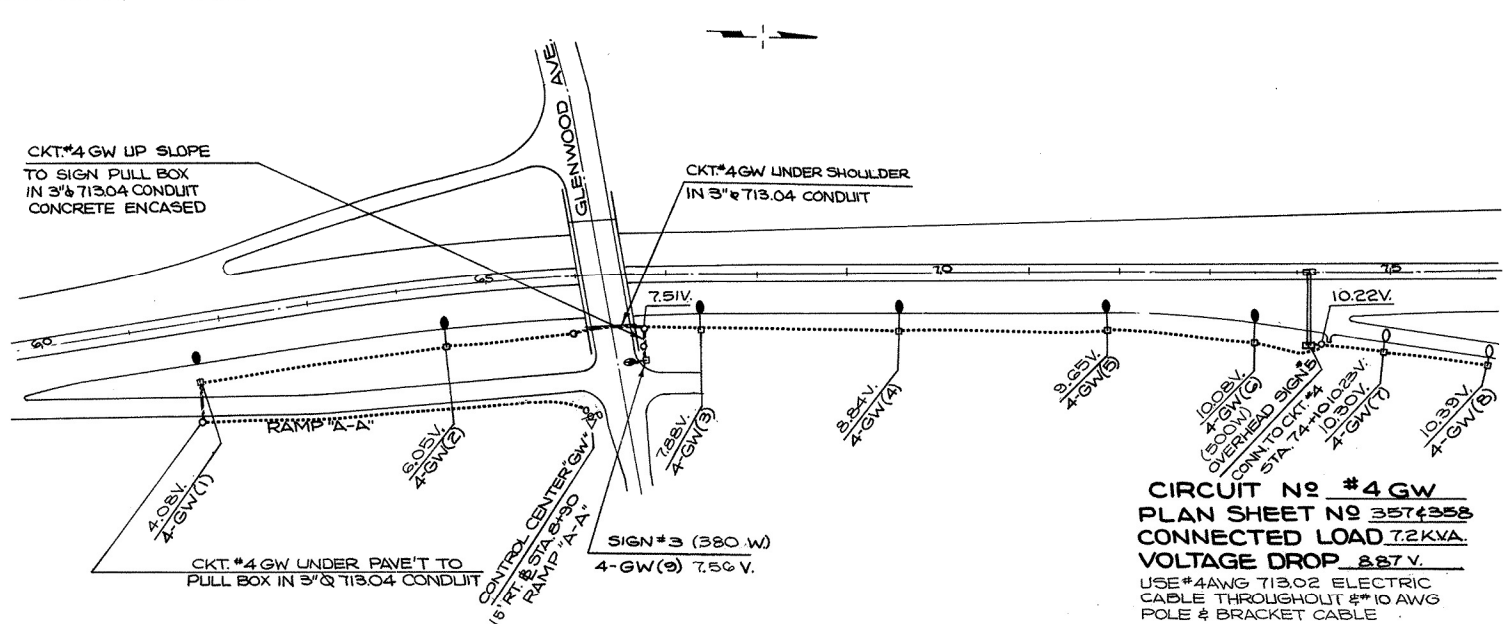 GLENWOOD AVE.
CKT.#4 GW UP SLOPE
TO SIGN PULL BOX
IN 3"φ 713.04 CONDUIT
CONCRETE ENCASED
CKT.#4GW UNDER SHOULDER
IN 3"φ 713.04 CONDUIT
60
65
70
75
7.51V.
10.22V.
RAMP "A-A"
4.08V.
4-GW(1)
6.05V.
4-GW(2)
7.88V.
4-GW(3)
8.84V.
4-GW(4)
9.65V.
4-GW(5)
10.08V.
4-GW(6)
(500W)
OVERHEAD SIGN#5
CONN. TO CKT.#4
STA. 74+10 10.23V.
10.30V.
4-GW(7)
10.39V.
4-GW(8)
CKT.#4 GW UNDER PAVE'T TO
PULL BOX IN 3"φ 713.04 CONDUIT
CONTROL CENTER "GW"
15' RT. ℄ STA. 8+90
RAMP "A-A"
SIGN#3 (380 W.)
4-GW(9) 7.56 V.
CIRCUIT Nº #4 GW
PLAN SHEET Nº 357&358
CONNECTED LOAD 7.2KVA.
VOLTAGE DROP 8.87 V.
USE #4AWG 713.02 ELECTRIC
CABLE THROUGHOUT & #10 AWG
POLE & BRACKET CABLE